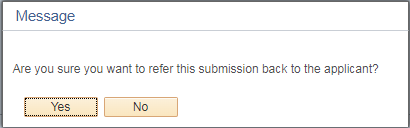 Message
Are you sure you want to refer this submission back to the applicant?
Yes No